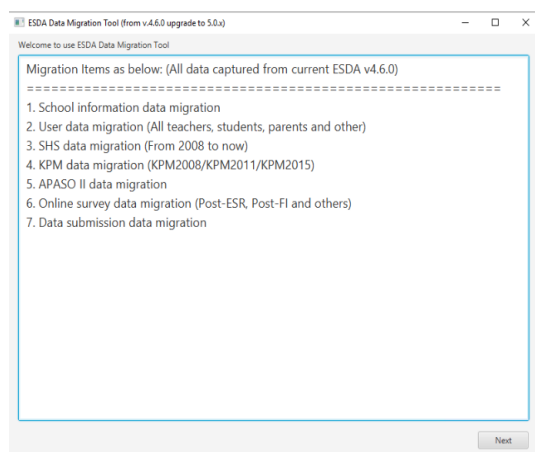 ESDA Data Migration Tool (from v.4.6.0 upgrade to 5.0.x)
Welcome to use ESDA Data Migration Tool
Migration Items as below: (All data captured from current ESDA v4.6.0)
==========================================================
1. School information data migration
2. User data migration (All teachers, students, parents and other)
3. SHS data migration (From 2008 to now)
4. KPM data migration (KPM2008/KPM2011/KPM2015)
5. APASO II data migration
6. Online survey data migration (Post-ESR, Post-FI and others)
7. Data submission data migration
Next